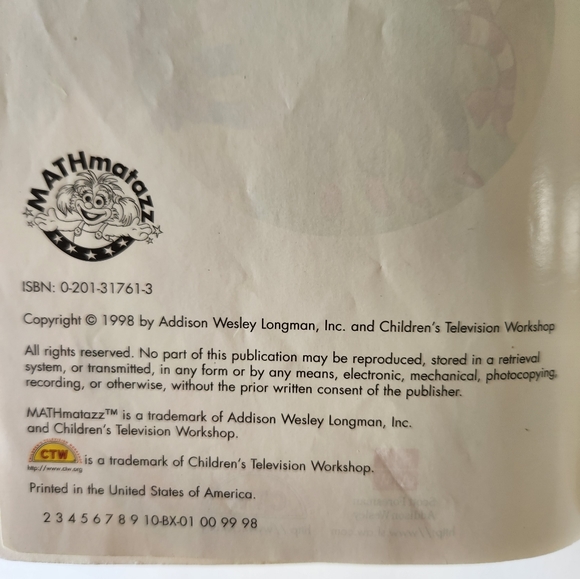 MATHmatazz
ISBN: 0-201-31761-3
Copyright © 1998 by Addison Wesley Longman, Inc. and Children's Television Workshop
All rights reserved. No part of this publication may be reproduced, stored in a retrieval
system, or transmitted, in any form or by any means, electronic, mechanical, photocopying,
recording, or otherwise, without the prior written consent of the publisher.
MATHmatazz™ is a trademark of Addison Wesley Longman, Inc.
and Children's Television Workshop.
CTW is a trademark of Children's Television Workshop.
http://www.ctw.org
Printed in the United States of America.
2 3 4 5 6 7 8 9 10-BX-01 00 99 98